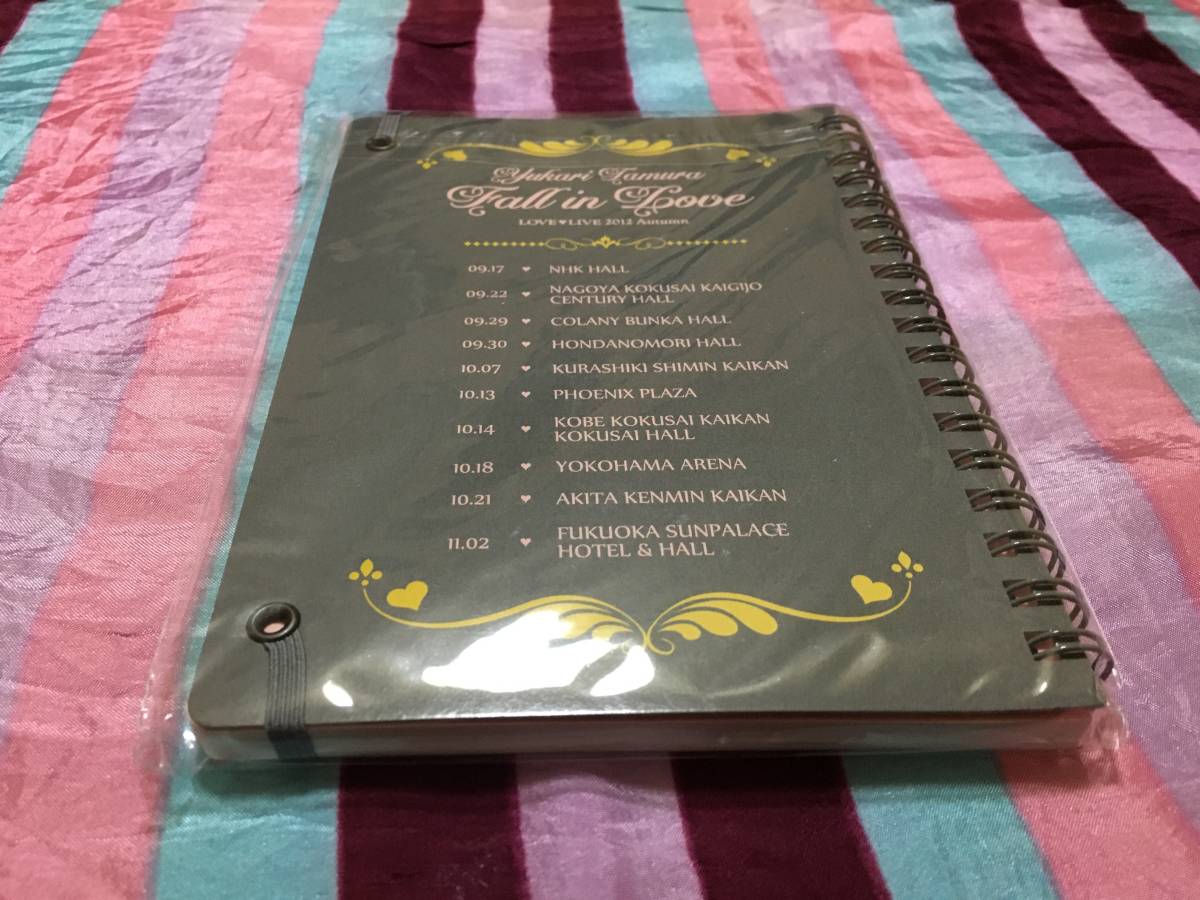 Yukari Tamura
Fall in Love
LOVE♥LIVE 2012 Autumn
09.17 ♥ NHK HALL
09.22 ♥ NAGOYA KOKUSAI KAIGIJO
CENTURY HALL
09.29 ♥ COLANY BUNKA HALL
09.30 ♥ HONDANOMORI HALL
10.07 ♥ KURASHIKI SHIMIN KAIKAN
10.13 ♥ PHOENIX PLAZA
10.14 ♥ KOBE KOKUSAI KAIKAN
KOKUSAI HALL
10.18 ♥ YOKOHAMA ARENA
10.21 ♥ AKITA KENMIN KAIKAN
11.02 ♥ FUKUOKA SUNPALACE
HOTEL & HALL